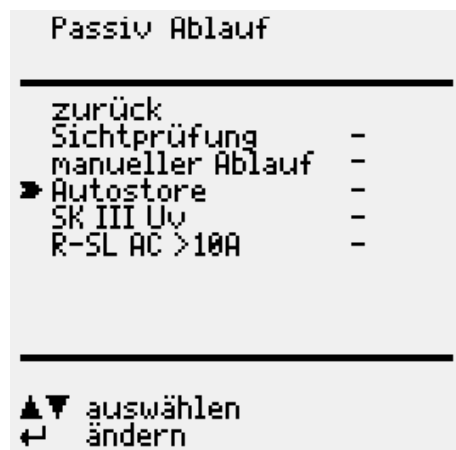 Passiv Ablauf
zurück
Sichtprüfung -
manueller Ablauf -
Autostore -
SK III Uv -
R-SL AC >10A -
▲▼ auswählen
↵ ändern